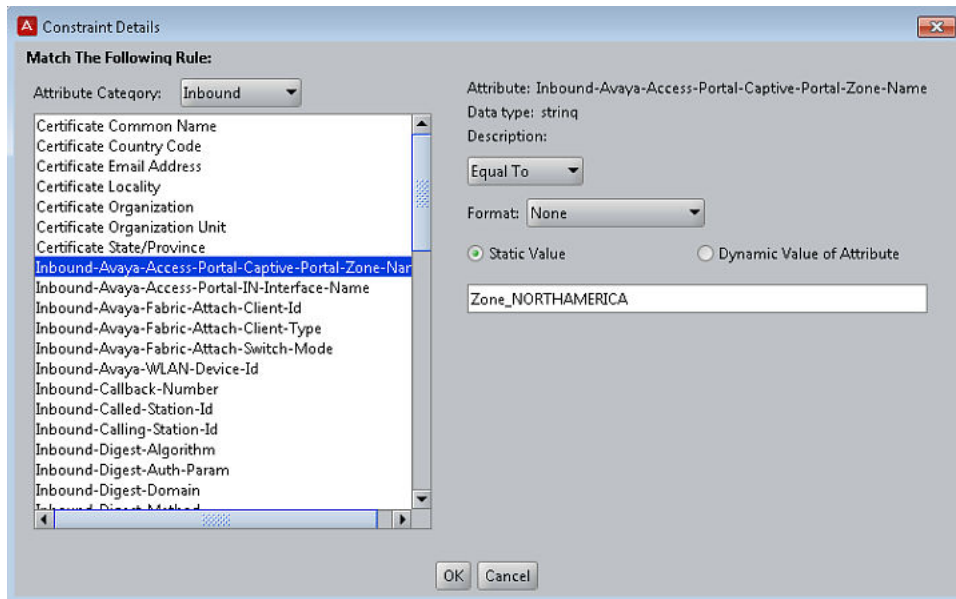 A Constraint Details
Match The Following Rule:
Attribute Category: Inbound
Certificate Common Name
Certificate Country Code
Certificate Email Address
Certificate Locality
Certificate Organization
Certificate Organization Unit
Certificate State/Province
Inbound-Avaya-Access-Portal-Captive-Portal-Zone-Nar
Inbound-Avaya-Access-Portal-IN-Interface-Name
Inbound-Avaya-Fabric-Attach-Client-Id
Inbound-Avaya-Fabric-Attach-Client-Type
Inbound-Avaya-Fabric-Attach-Switch-Mode
Inbound-Avaya-WLAN-Device-Id
Inbound-Callback-Number
Inbound-Called-Station-Id
Inbound-Calling-Station-Id
Inbound-Digest-Algorithm
Inbound-Digest-Auth-Param
Inbound-Digest-Domain
Inbound-Digest-Method
Attribute: Inbound-Avaya-Access-Portal-Captive-Portal-Zone-Name
Data type: string
Description:
Equal To
Format: None
Static Value Dynamic Value of Attribute
Zone_NORTHAMERICA
OK Cancel